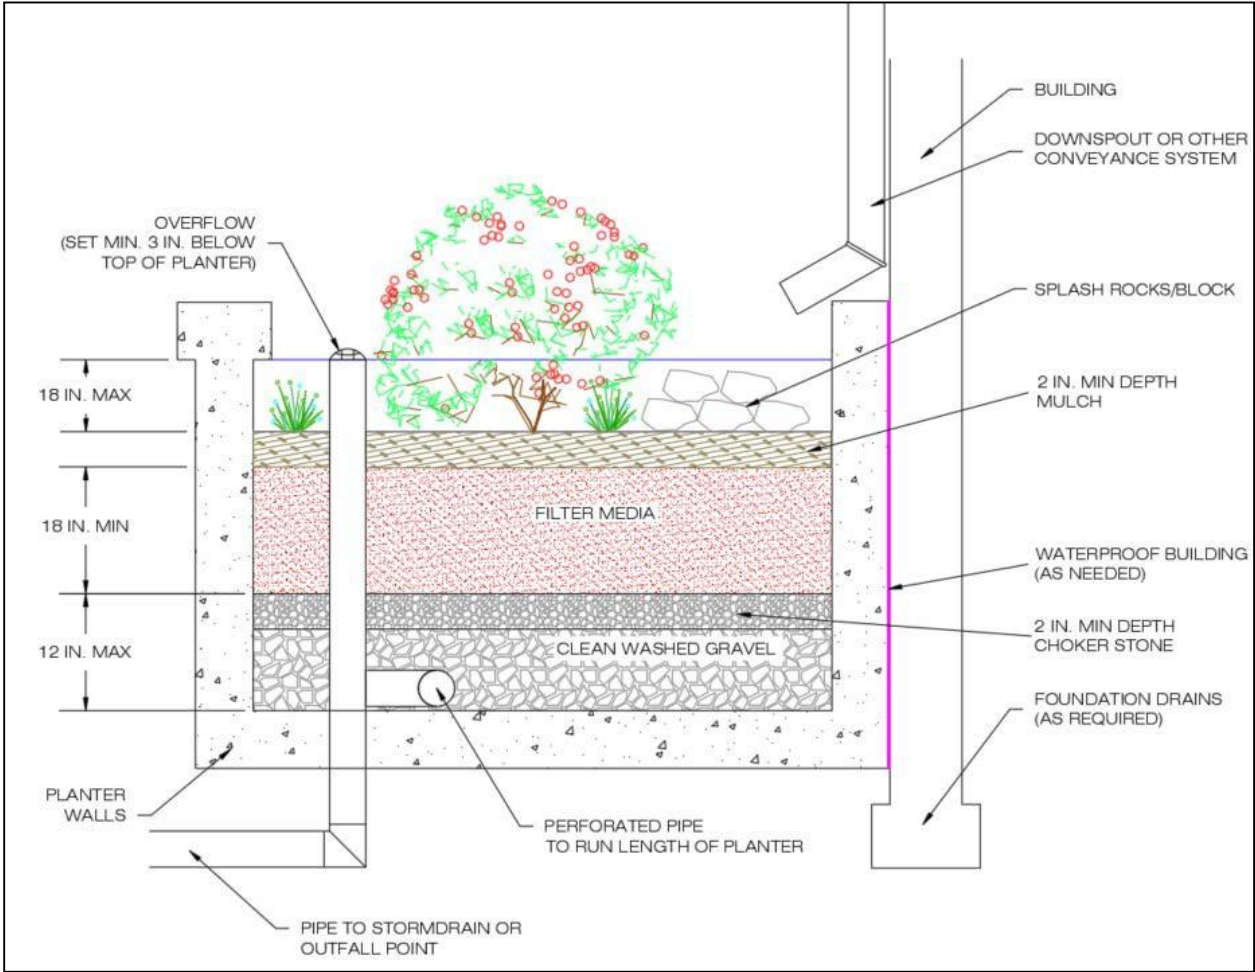 BUILDING
DOWNSPOUT OR OTHER
CONVEYANCE SYSTEM
OVERFLOW
(SET MIN. 3 IN. BELOW
TOP OF PLANTER)
SPLASH ROCKS/BLOCK
18 IN. MAX
2 IN. MIN DEPTH
MULCH
18 IN. MIN
FILTER MEDIA
WATERPROOF BUILDING
(AS NEEDED)
12 IN. MAX
CLEAN WASHED GRAVEL
2 IN. MIN DEPTH
CHOKER STONE
FOUNDATION DRAINS
(AS REQUIRED)
PLANTER
WALLS
PERFORATED PIPE
TO RUN LENGTH OF PLANTER
PIPE TO STORMDRAIN OR
OUTFALL POINT